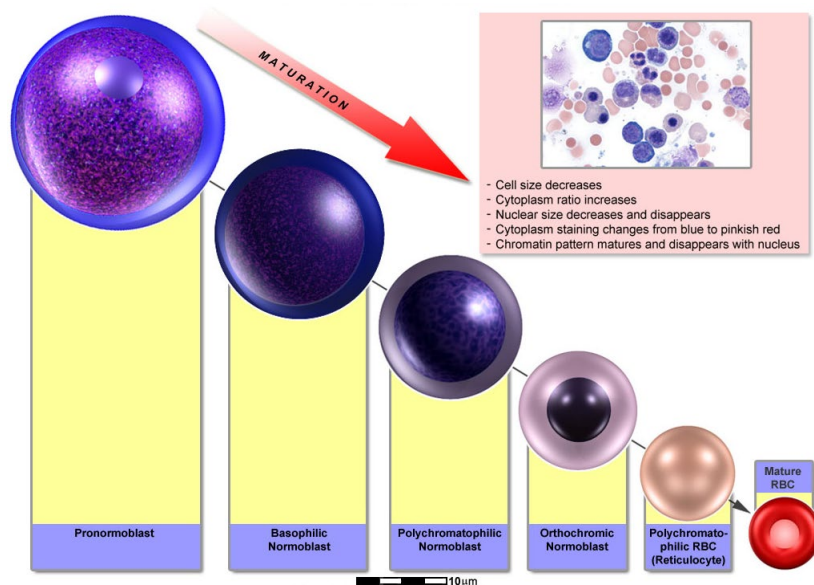 MATURATION
- Cell size decreases
- Cytoplasm ratio increases
- Nuclear size decreases and disappears
- Cytoplasm staining changes from blue to pinkish red
- Chromatin pattern matures and disappears with nucleus
Pronormoblast
Basophilic
Normoblast
Polychromatophilic
Normoblast
Orthochromic
Normoblast
Polychromato-
philic RBC
(Reticulocyte)
Mature
RBC
10µm